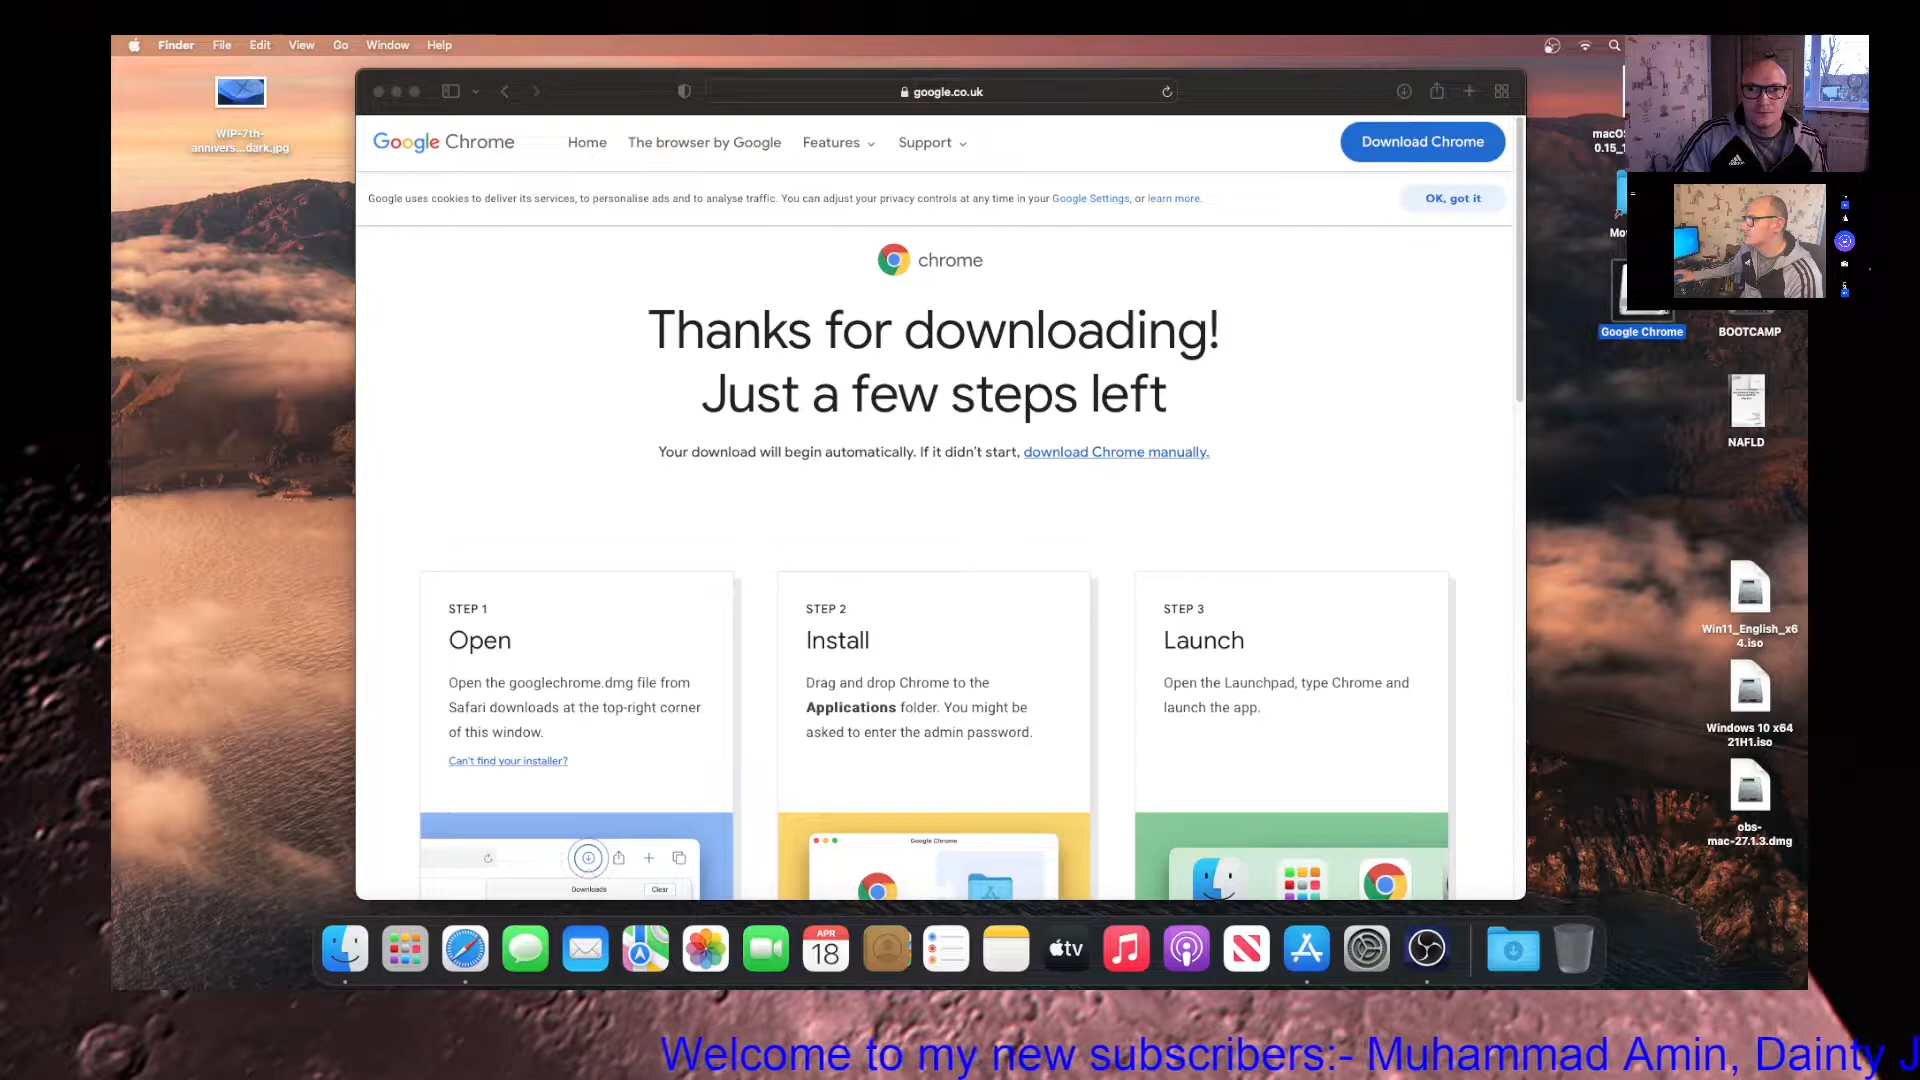 Finder File Edit View Go Window Help
WIP-7th-
annivers...dark.jpg
google.co.uk
Google Chrome Home The browser by Google Features Support Download Chrome
Google uses cookies to deliver its services, to personalise ads and to analyse traffic. You can adjust your privacy controls at any time in your Google Settings, or learn more. OK, got it
chrome
Thanks for downloading!
Just a few steps left
Your download will begin automatically. If it didn't start, download Chrome manually.
STEP 1
Open
Open the googlechrome.dmg file from
Safari downloads at the top-right corner
of this window.
Can't find your installer?
Downloads Clear
STEP 2
Install
Drag and drop Chrome to the
Applications folder. You might be
asked to enter the admin password.
Google Chrome
STEP 3
Launch
Open the Launchpad, type Chrome and
launch the app.
Google Chrome
BOOTCAMP
NAFLD
Win11_English_x6
4.iso
Windows 10 x64
21H1.iso
obs-
mac-27.1.3.dmg
APR
18
tv
Welcome to my new subscribers:- Muhammad Amin, Dainty J